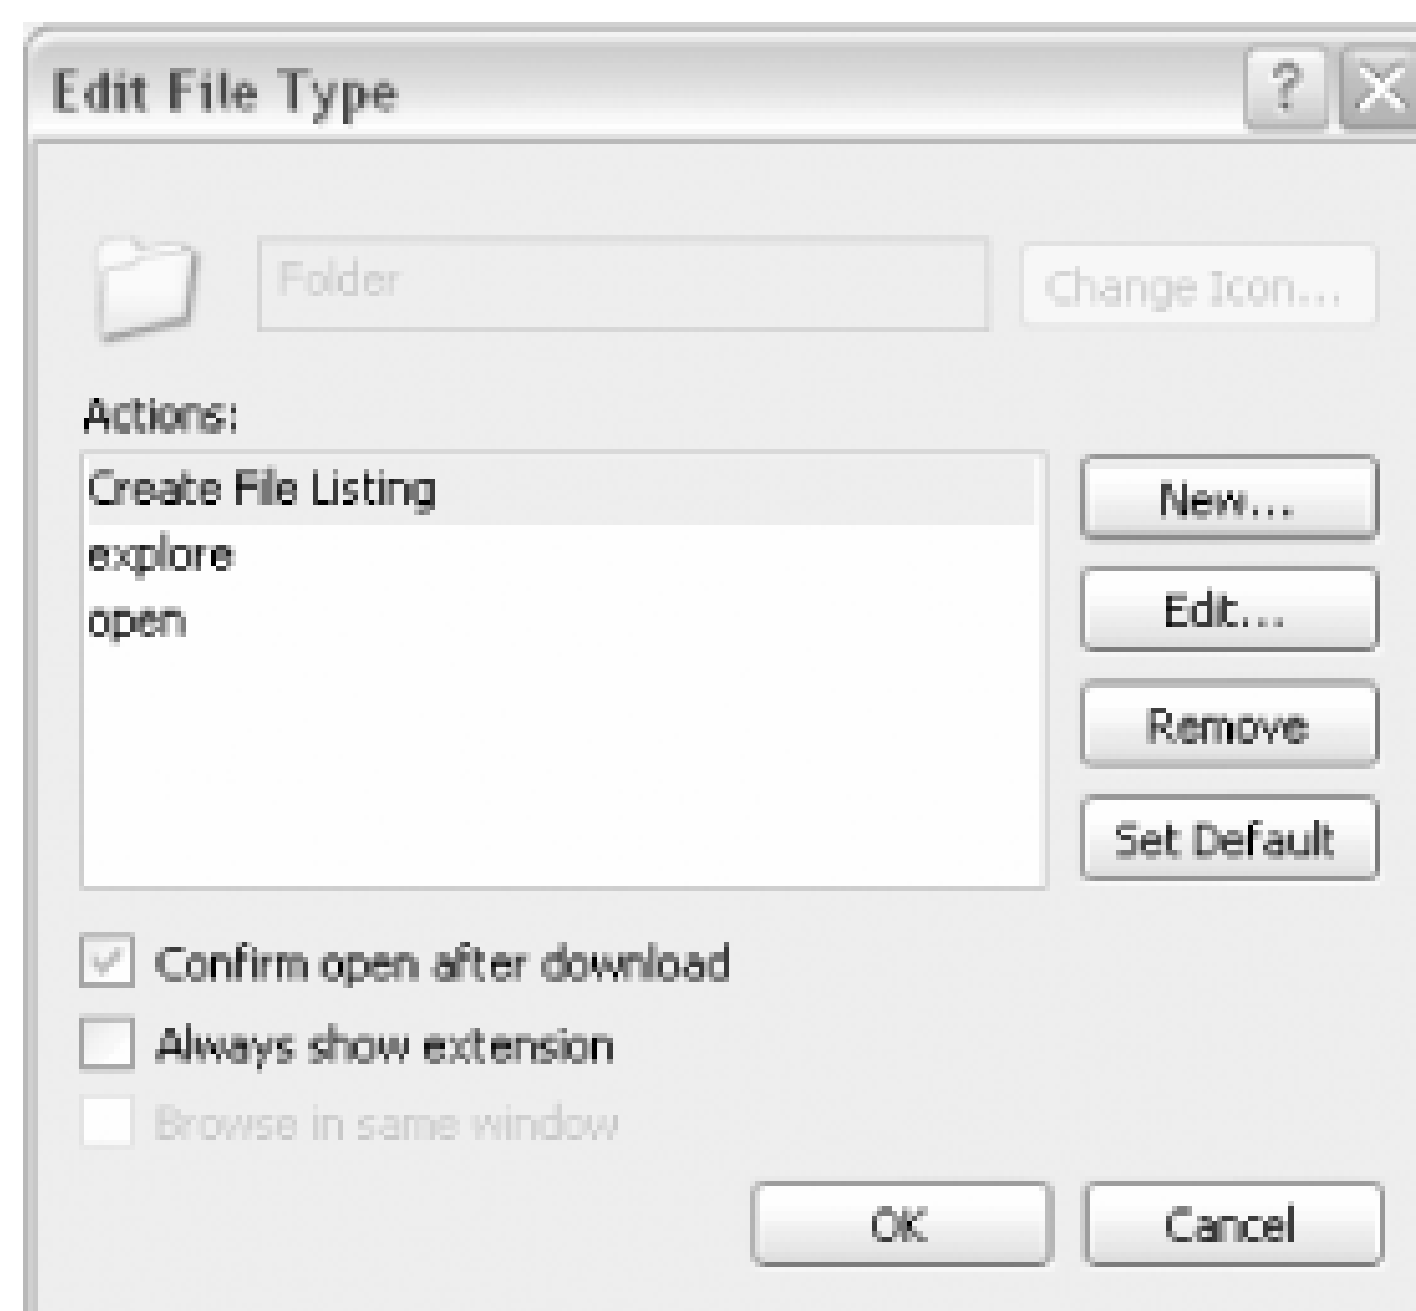 Edit File Type ?
Folder Change Icon...
Actions:
Create File Listing
New...
explore
Edit...
open
Remove
Set Default
Confirm open after download
Always show extension
Browse in same window
OK Cancel